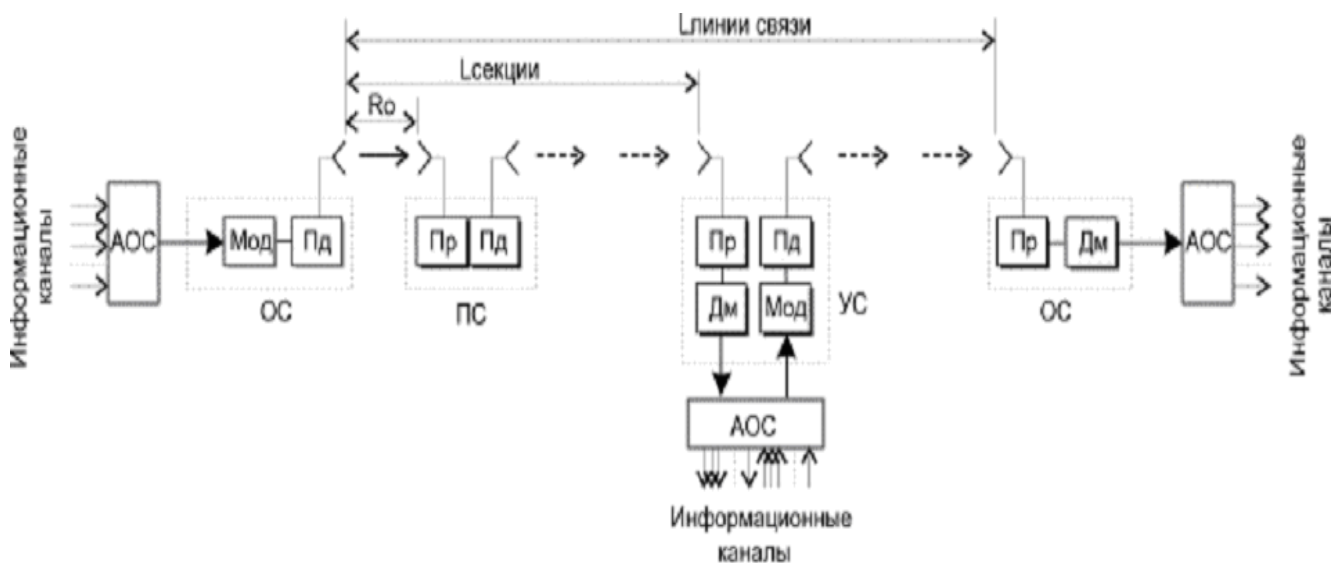 Lлинии связи
Lсекции
Ro
Информационные
каналы
АОС
Мод
Пд
ОС
Пр
Пд
ПС
Пр
Пд
Дм
Мод
УС
АОС
Информационные
каналы
Пр
Дм
ОС
АОС
Информационные
каналы